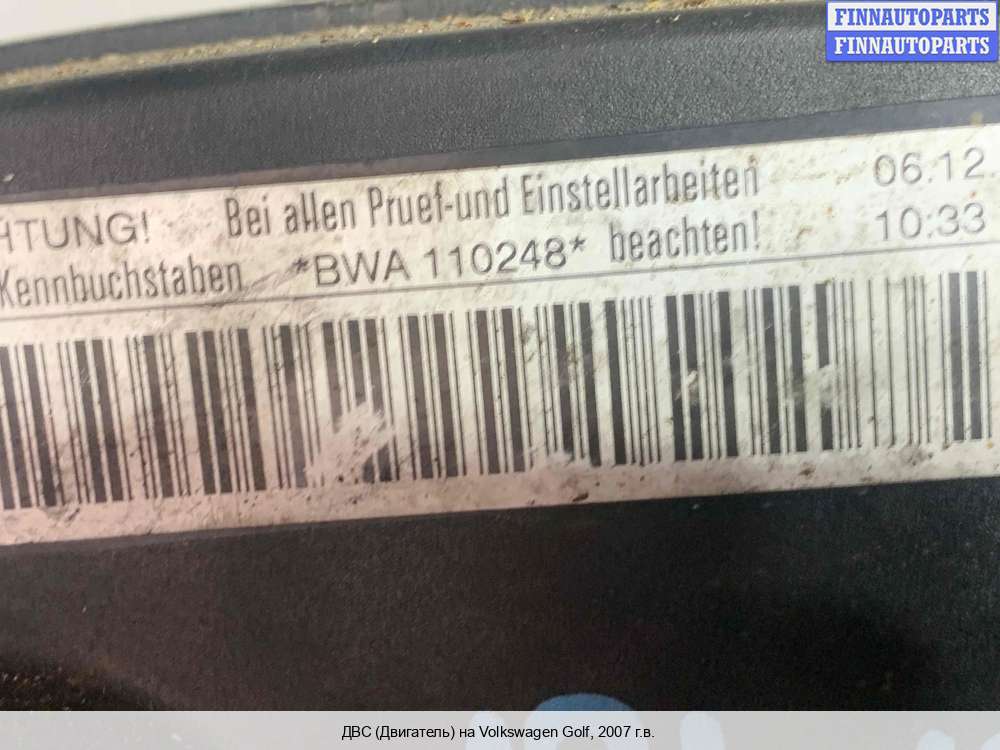 FINNAUTOPARTS
FINNAUTOPARTS
HTUNG! Bei allen Pruef-und Einstellarbeiten 06.12.
Kennbuchstaben *BWA 110248* beachten! 10:33
ДВС (Двигатель) на Volkswagen Golf, 2007 г.в.